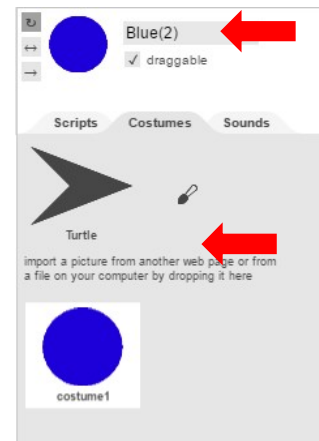 Blue(2)
draggable
Scripts Costumes Sounds
Turtle
import a picture from another web page or from
a file on your computer by dropping it here
costume1